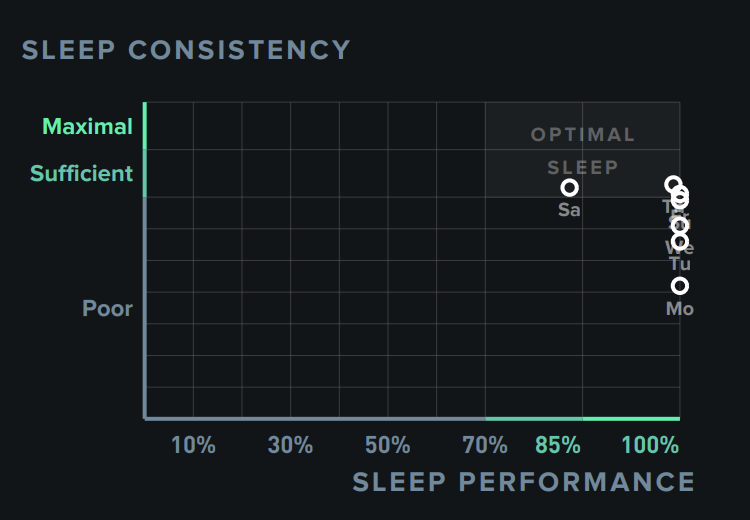 SLEEP CONSISTENCY
Maximal
OPTIMAL
Sufficient
SLEEP
Sa
We
Tu
Poor
Mo
10% 30% 50% 70% 85% 100%
SLEEP PERFORMANCE